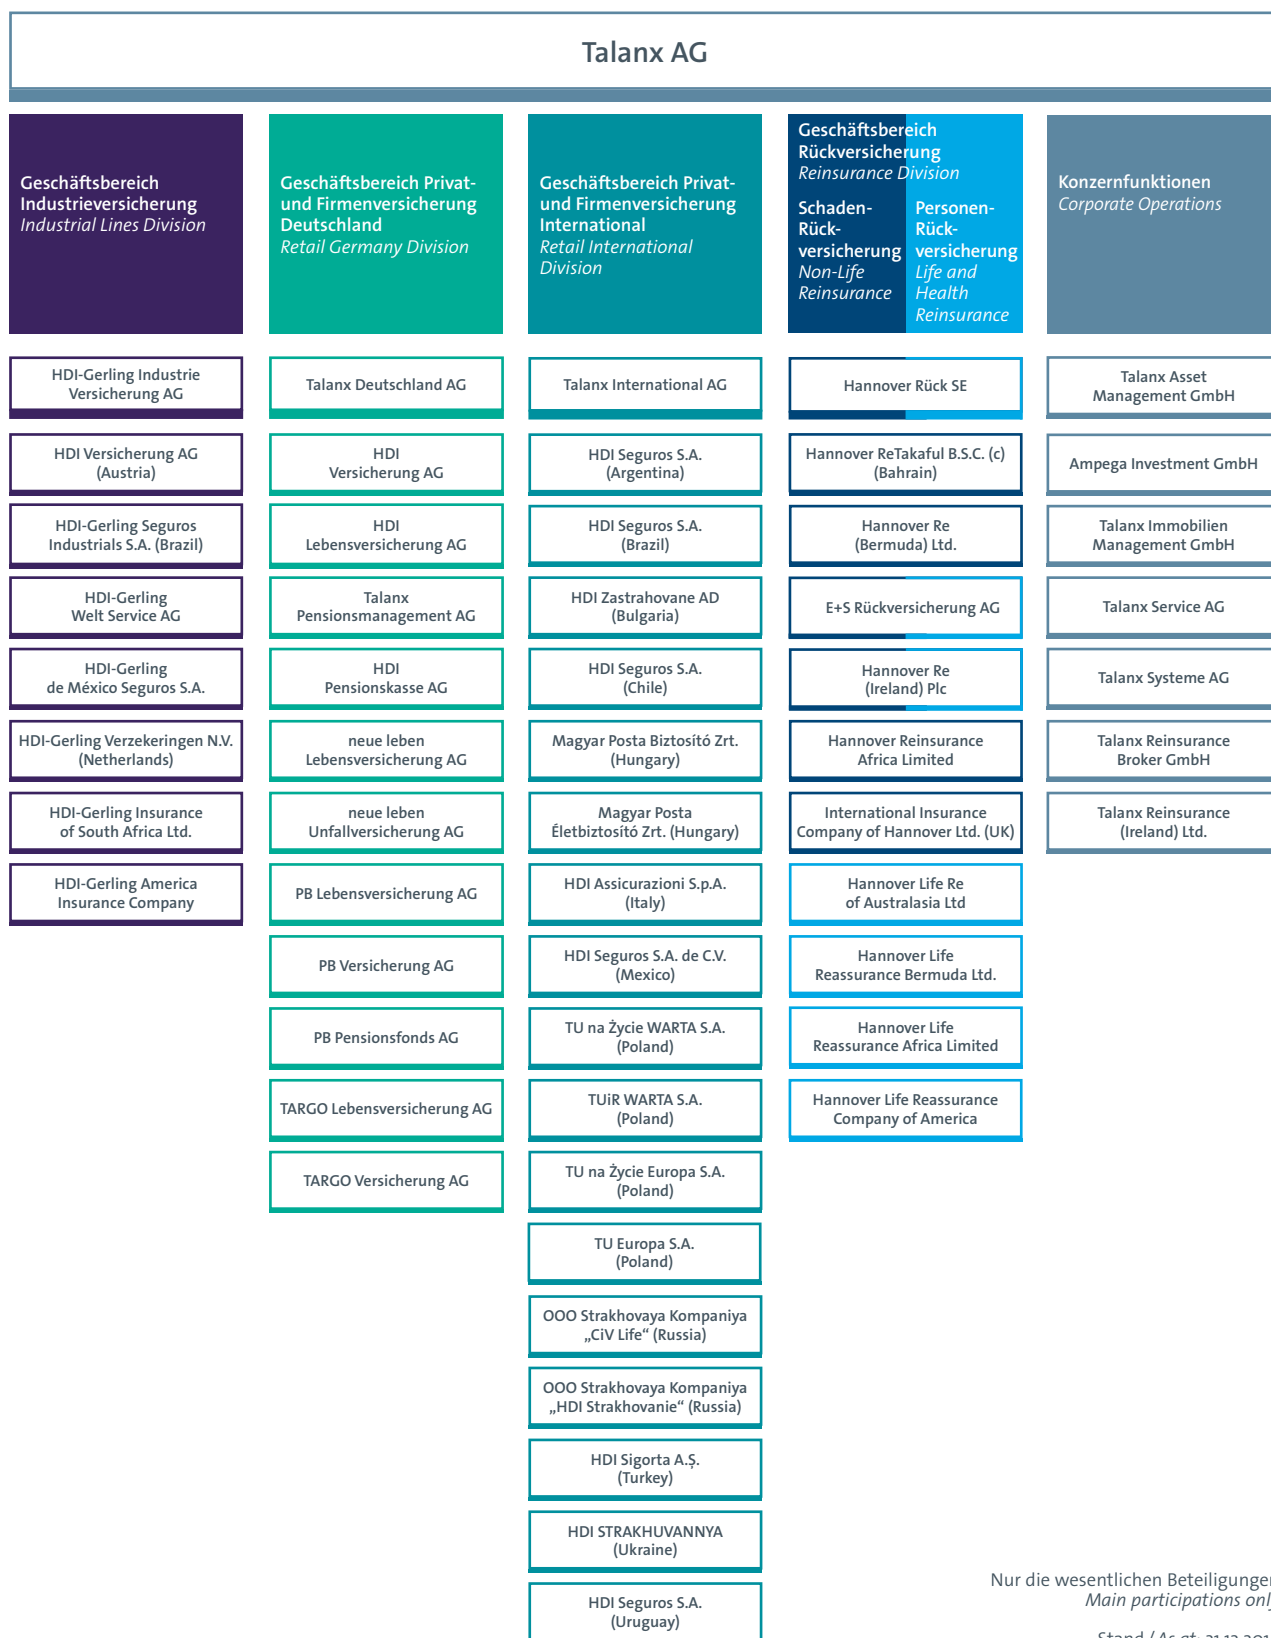 Talanx AG
Geschäftsbereich
Industrieversicherung
Industrial Lines Division
Geschäftsbereich Privat-
und Firmenversicherung
Deutschland
Retail Germany Division
Geschäftsbereich Privat-
und Firmenversicherung
International
Retail International
Division
Geschäftsbereich
Rückversicherung
Reinsurance Division
Schaden-
Rück-
versicherung
Non-Life
Reinsurance
Personen-
Rück-
versicherung
Life and
Health
Reinsurance
Konzernfunktionen
Corporate Operations
HDI-Gerling Industrie
Versicherung AG
HDI Versicherung AG
(Austria)
HDI-Gerling Seguros
Industrials S.A. (Brazil)
HDI-Gerling
Welt Service AG
HDI-Gerling
de México Seguros S.A.
HDI-Gerling Verzekeringen N.V.
(Netherlands)
HDI-Gerling Insurance
of South Africa Ltd.
HDI-Gerling America
Insurance Company
Talanx Deutschland AG
HDI
Versicherung AG
HDI
Lebensversicherung AG
Talanx
Pensionsmanagement AG
HDI
Pensionskasse AG
neue leben
Lebensversicherung AG
neue leben
Unfallversicherung AG
PB Lebensversicherung AG
PB Versicherung AG
PB Pensionsfonds AG
TARGO Lebensversicherung AG
TARGO Versicherung AG
Talanx International AG
HDI Seguros S.A.
(Argentina)
HDI Seguros S.A.
(Brazil)
HDI Zastrahovane AD
(Bulgaria)
HDI Seguros S.A.
(Chile)
Magyar Posta Biztosító Zrt.
(Hungary)
Magyar Posta
Életbiztosító Zrt. (Hungary)
HDI Assicurazioni S.p.A.
(Italy)
HDI Seguros S.A. de C.V.
(Mexico)
TU na Życie WARTA S.A.
(Poland)
TUiR WARTA S.A.
(Poland)
TU na Życie Europa S.A.
(Poland)
TU Europa S.A.
(Poland)
OOO Strakhovaya Kompaniya
„CiV Life“ (Russia)
OOO Strakhovaya Kompaniya
„HDI Strakhovanie“ (Russia)
HDI Sigorta A.Ş.
(Turkey)
HDI STRAKHUVANNYA
(Ukraine)
HDI Seguros S.A.
(Uruguay)
Hannover Rück SE
Hannover ReTakaful B.S.C. (c)
(Bahrain)
Hannover Re
(Bermuda) Ltd.
E+S Rückversicherung AG
Hannover Re
(Ireland) Plc
Hannover Reinsurance
Africa Limited
International Insurance
Company of Hannover Ltd. (UK)
Hannover Life Re
of Australasia Ltd
Hannover Life
Reassurance Bermuda Ltd.
Hannover Life
Reassurance Africa Limited
Hannover Life Reassurance
Company of America
Talanx Asset
Management GmbH
Ampega Investment GmbH
Talanx Immobilien
Management GmbH
Talanx Service AG
Talanx Systeme AG
Talanx Reinsurance
Broker GmbH
Talanx Reinsurance
(Ireland) Ltd.
Nur die wesentlichen Beteiligungen
Main participations only
Stand / As at: